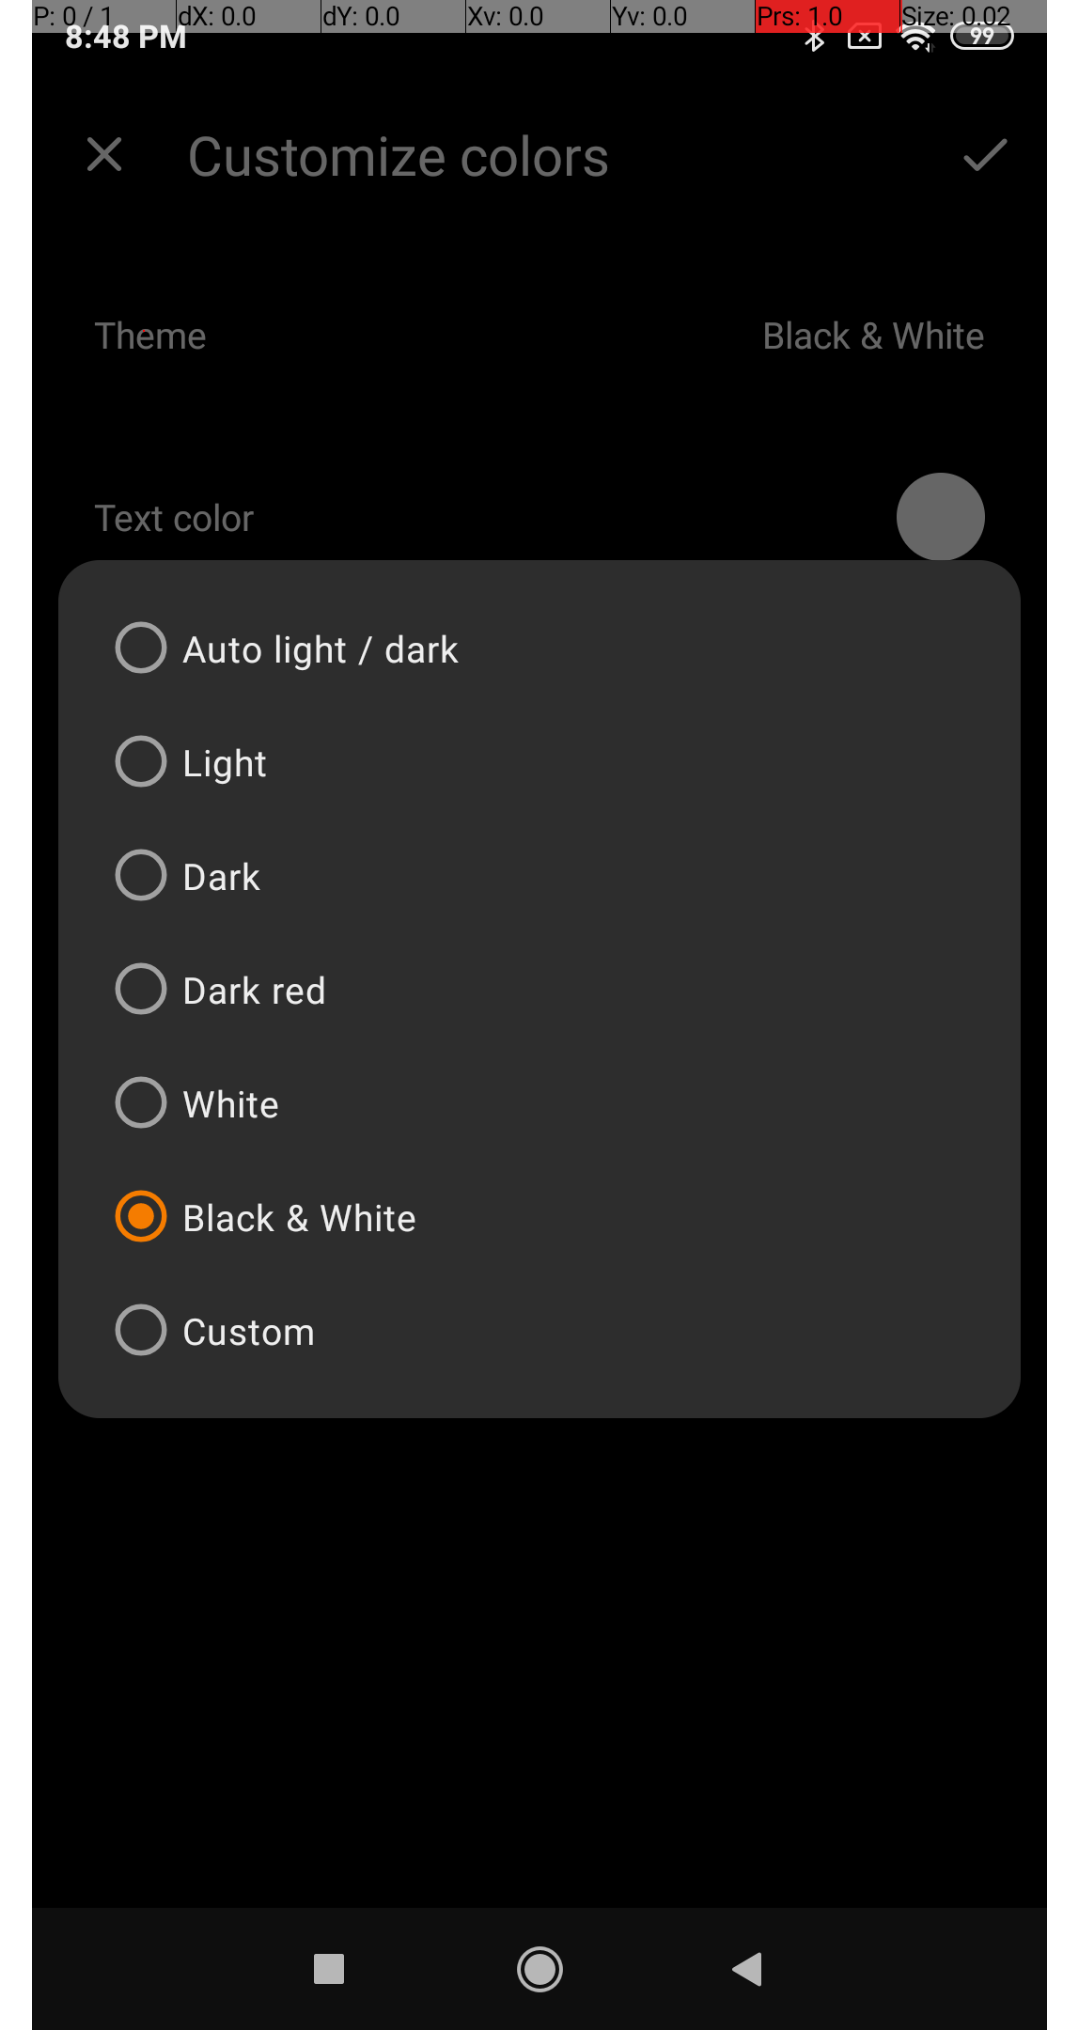 P: 0 / 1 dX: 0.0 dY: 0.0 Xv: 0.0 Yv: 0.0 Prs: 1.0 Size: 0.02
8:48 PM 99
Customize colors
Theme Black & White
Text color
Auto light / dark
Light
Dark
Dark red
White
Black & White
Custom